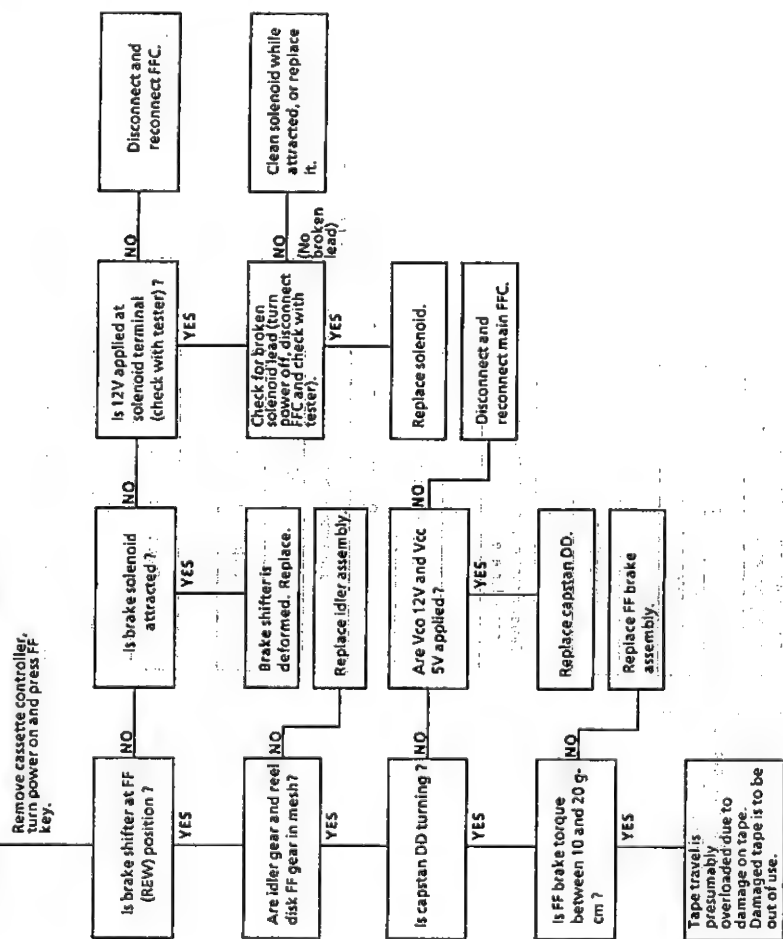 Remove cassette controller,
turn power on and press FF
key.
Is brake shifter at FF
(REW) position ?
NO
YES
Is brake solenoid
attracted ?
NO
YES
Is 12V applied at
solenoid terminal
(check with tester) ?
NO
YES
Disconnect and
reconnect FFC.
Brake shifter is
deformed. Replace.
Check for broken
solenoid lead (turn
power off, disconnect
FFC and check with
tester).
NO
(No
broken
lead)
YES
Clean solenoid while
attracted, or replace
it.
Replace solenoid.
Are idler gear and reel
disk FF gear in mesh?
NO
YES
Replace idler assembly.
Is capstan DD turning ?
NO
YES
Are Vco 12V and Vcc
5V applied ?
NO
YES
Disconnect and
reconnect main FFC.
Replace capstan DD.
Is FF brake torque
between 10 and 20 g-
cm ?
NO
YES
Replace FF brake
assembly.
Tape travel is
presumably
overloaded due to
damage on tape.
Damaged tape is to be
out of use.